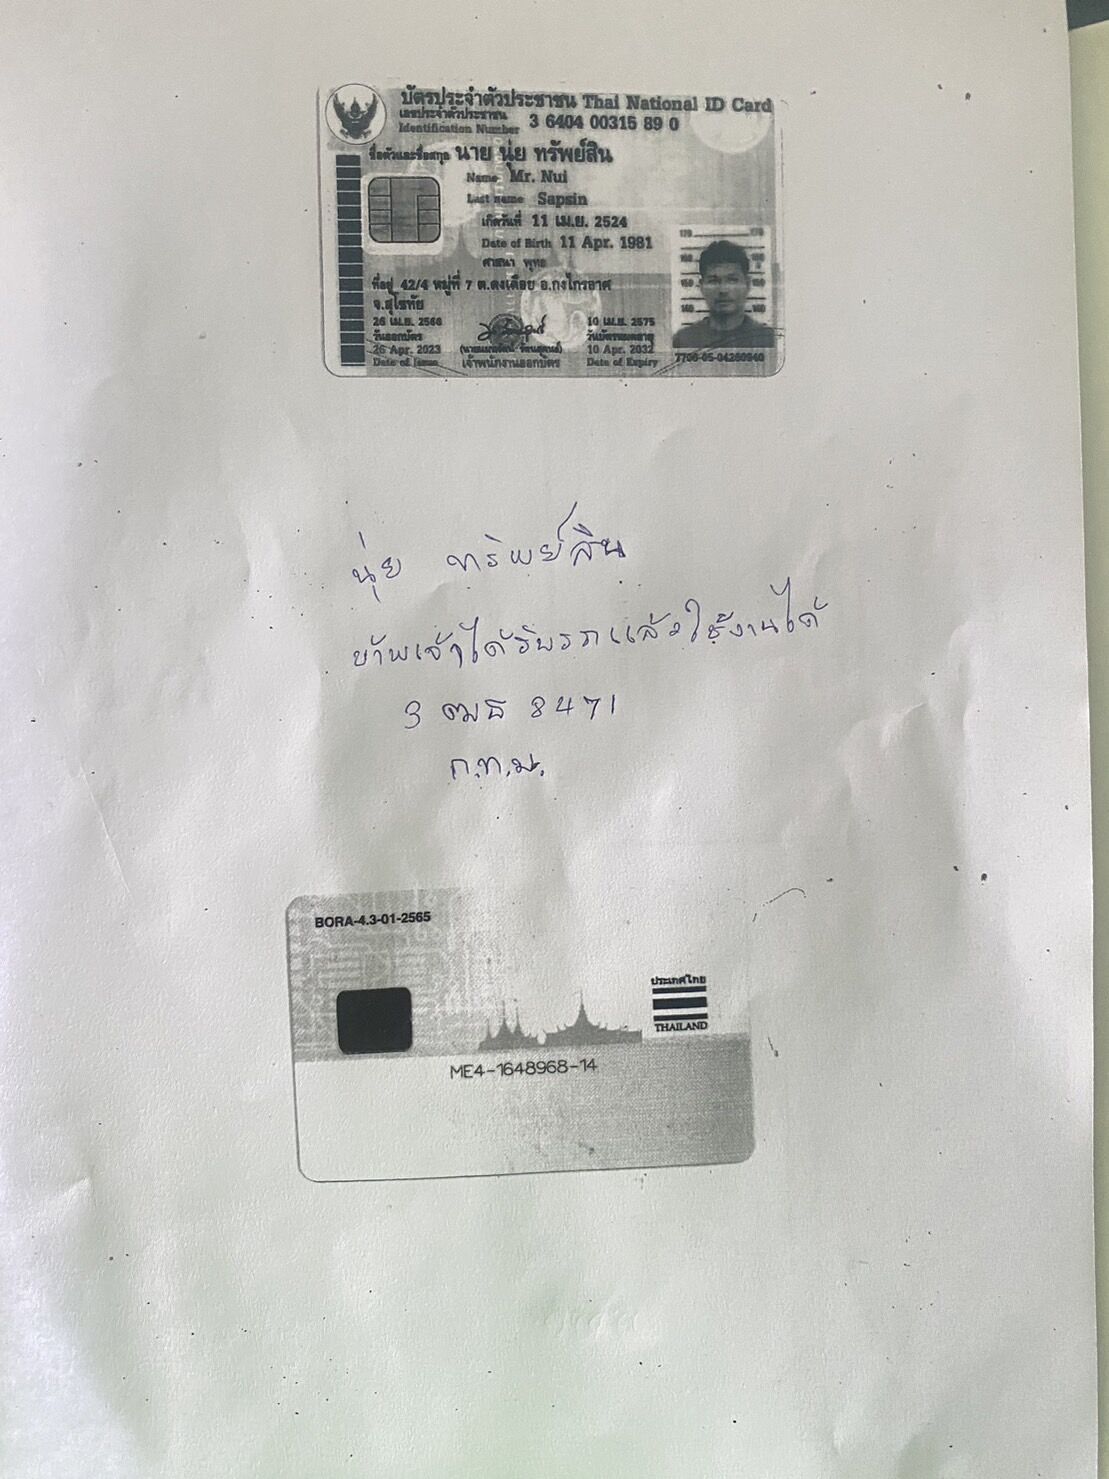 บัตรประจำตัวประชาชน Thai National ID Card
เลขประจำตัวประชาชน
Identification Number 3 6404 00315 89 0
ชื่อตัวและชื่อสกุล นาย นุ่ย ทรัพย์สิน
Name Mr. Nui
Last name Sapsin
เกิดวันที่ 11 เม.ย. 2524
Date of Birth 11 Apr. 1981
ศาสนา พุทธ
ที่อยู่ 42/4 หมู่ที่ 7 ต.ดงเดือย อ.กงไกรลาศ
จ.สุโขทัย
26 เม.ย. 2566
วันออกบัตร
26 Apr. 2023
Date of Issue
เจ้าพนักงานออกบัตร
10 เม.ย. 2575
วันบัตรหมดอายุ
10 Apr. 2032
Date of Expiry
170 170
160 160
150 150
140 140
นุ่ย ทรัพย์สิน
ข้าพเจ้าได้รับรถแล้วใช้งานได้
3 ฒธ 8471
ก.ท.ม.
BORA-4.3-01-2565
ประเทศไทย
THAILAND
ME4-1648968-14